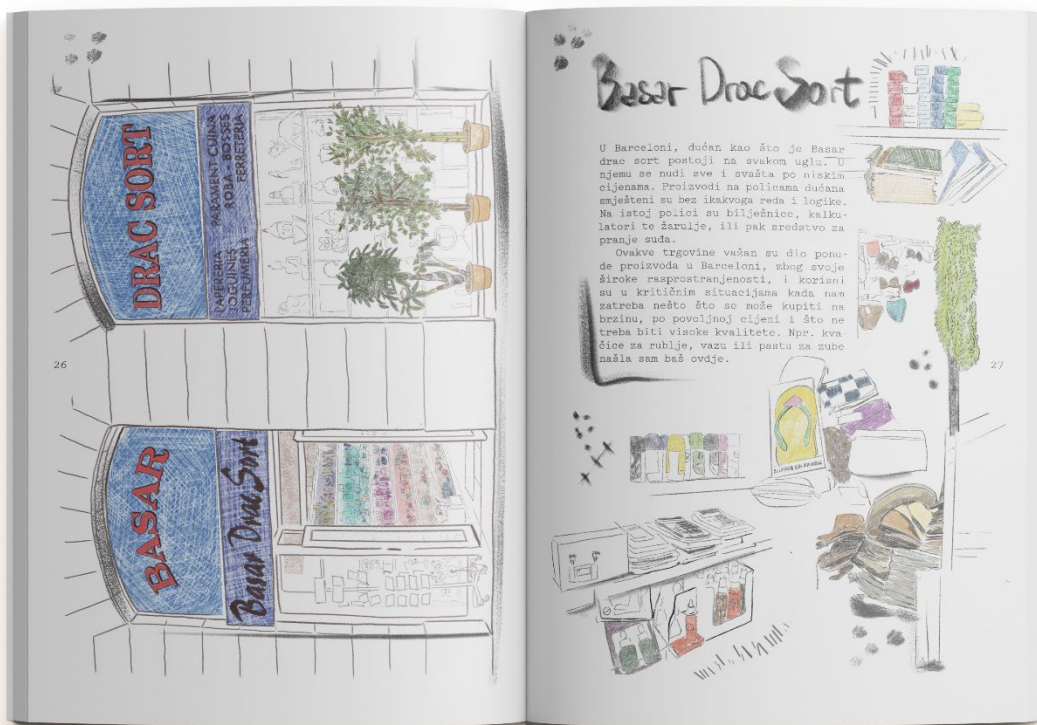 26
DRAC SORT
PAPERERIA PARAMENT CUINA
JOGUINES ROBA - BOSSES
PERFUMERIA FERRETERIA
BASAR
Basar Drac Sort
Basar Drac Sort
U Barceloni, dućan kao što je Basar
drac sort postoji na svakom uglu. U
njemu se nudi sve i svašta po niskim
cijenama. Proizvodi na policama dućana
smješteni su bez ikakvoga reda i logike.
Na istoj polici su bilježnice, kalku-
latori te žarulje, ili pak sredstvo za
pranje suđa.
Ovakve trgovine važan su dio ponu-
de proizvoda u Barceloni, zbog svoje
široke rasprostranjenosti, i korisni
su u kritičnim situacijama kada nam
zatreba nešto što se može kupiti na
brzinu, po povoljnoj cijeni i što ne
treba biti visoke kvalitete. Npr. kva-
čice za rublje, vazu ili pastu za zube
našla sam baš ovdje.
27